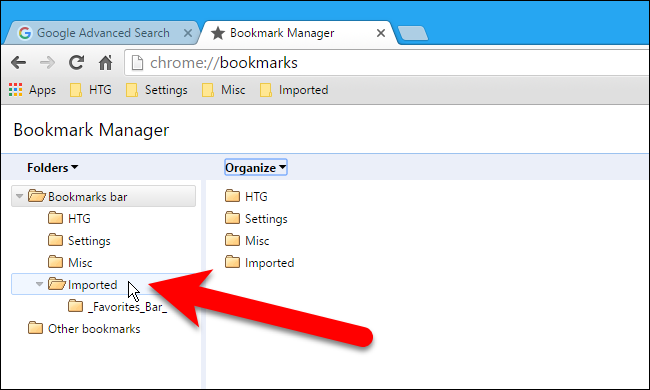 Google Advanced Search
Bookmark Manager
chrome://bookmarks
Apps HTG Settings Misc Imported
Bookmark Manager
Folders Organize
Bookmarks bar
HTG
Settings
Misc
Imported
_Favorites_Bar_
Other bookmarks
HTG
Settings
Misc
Imported